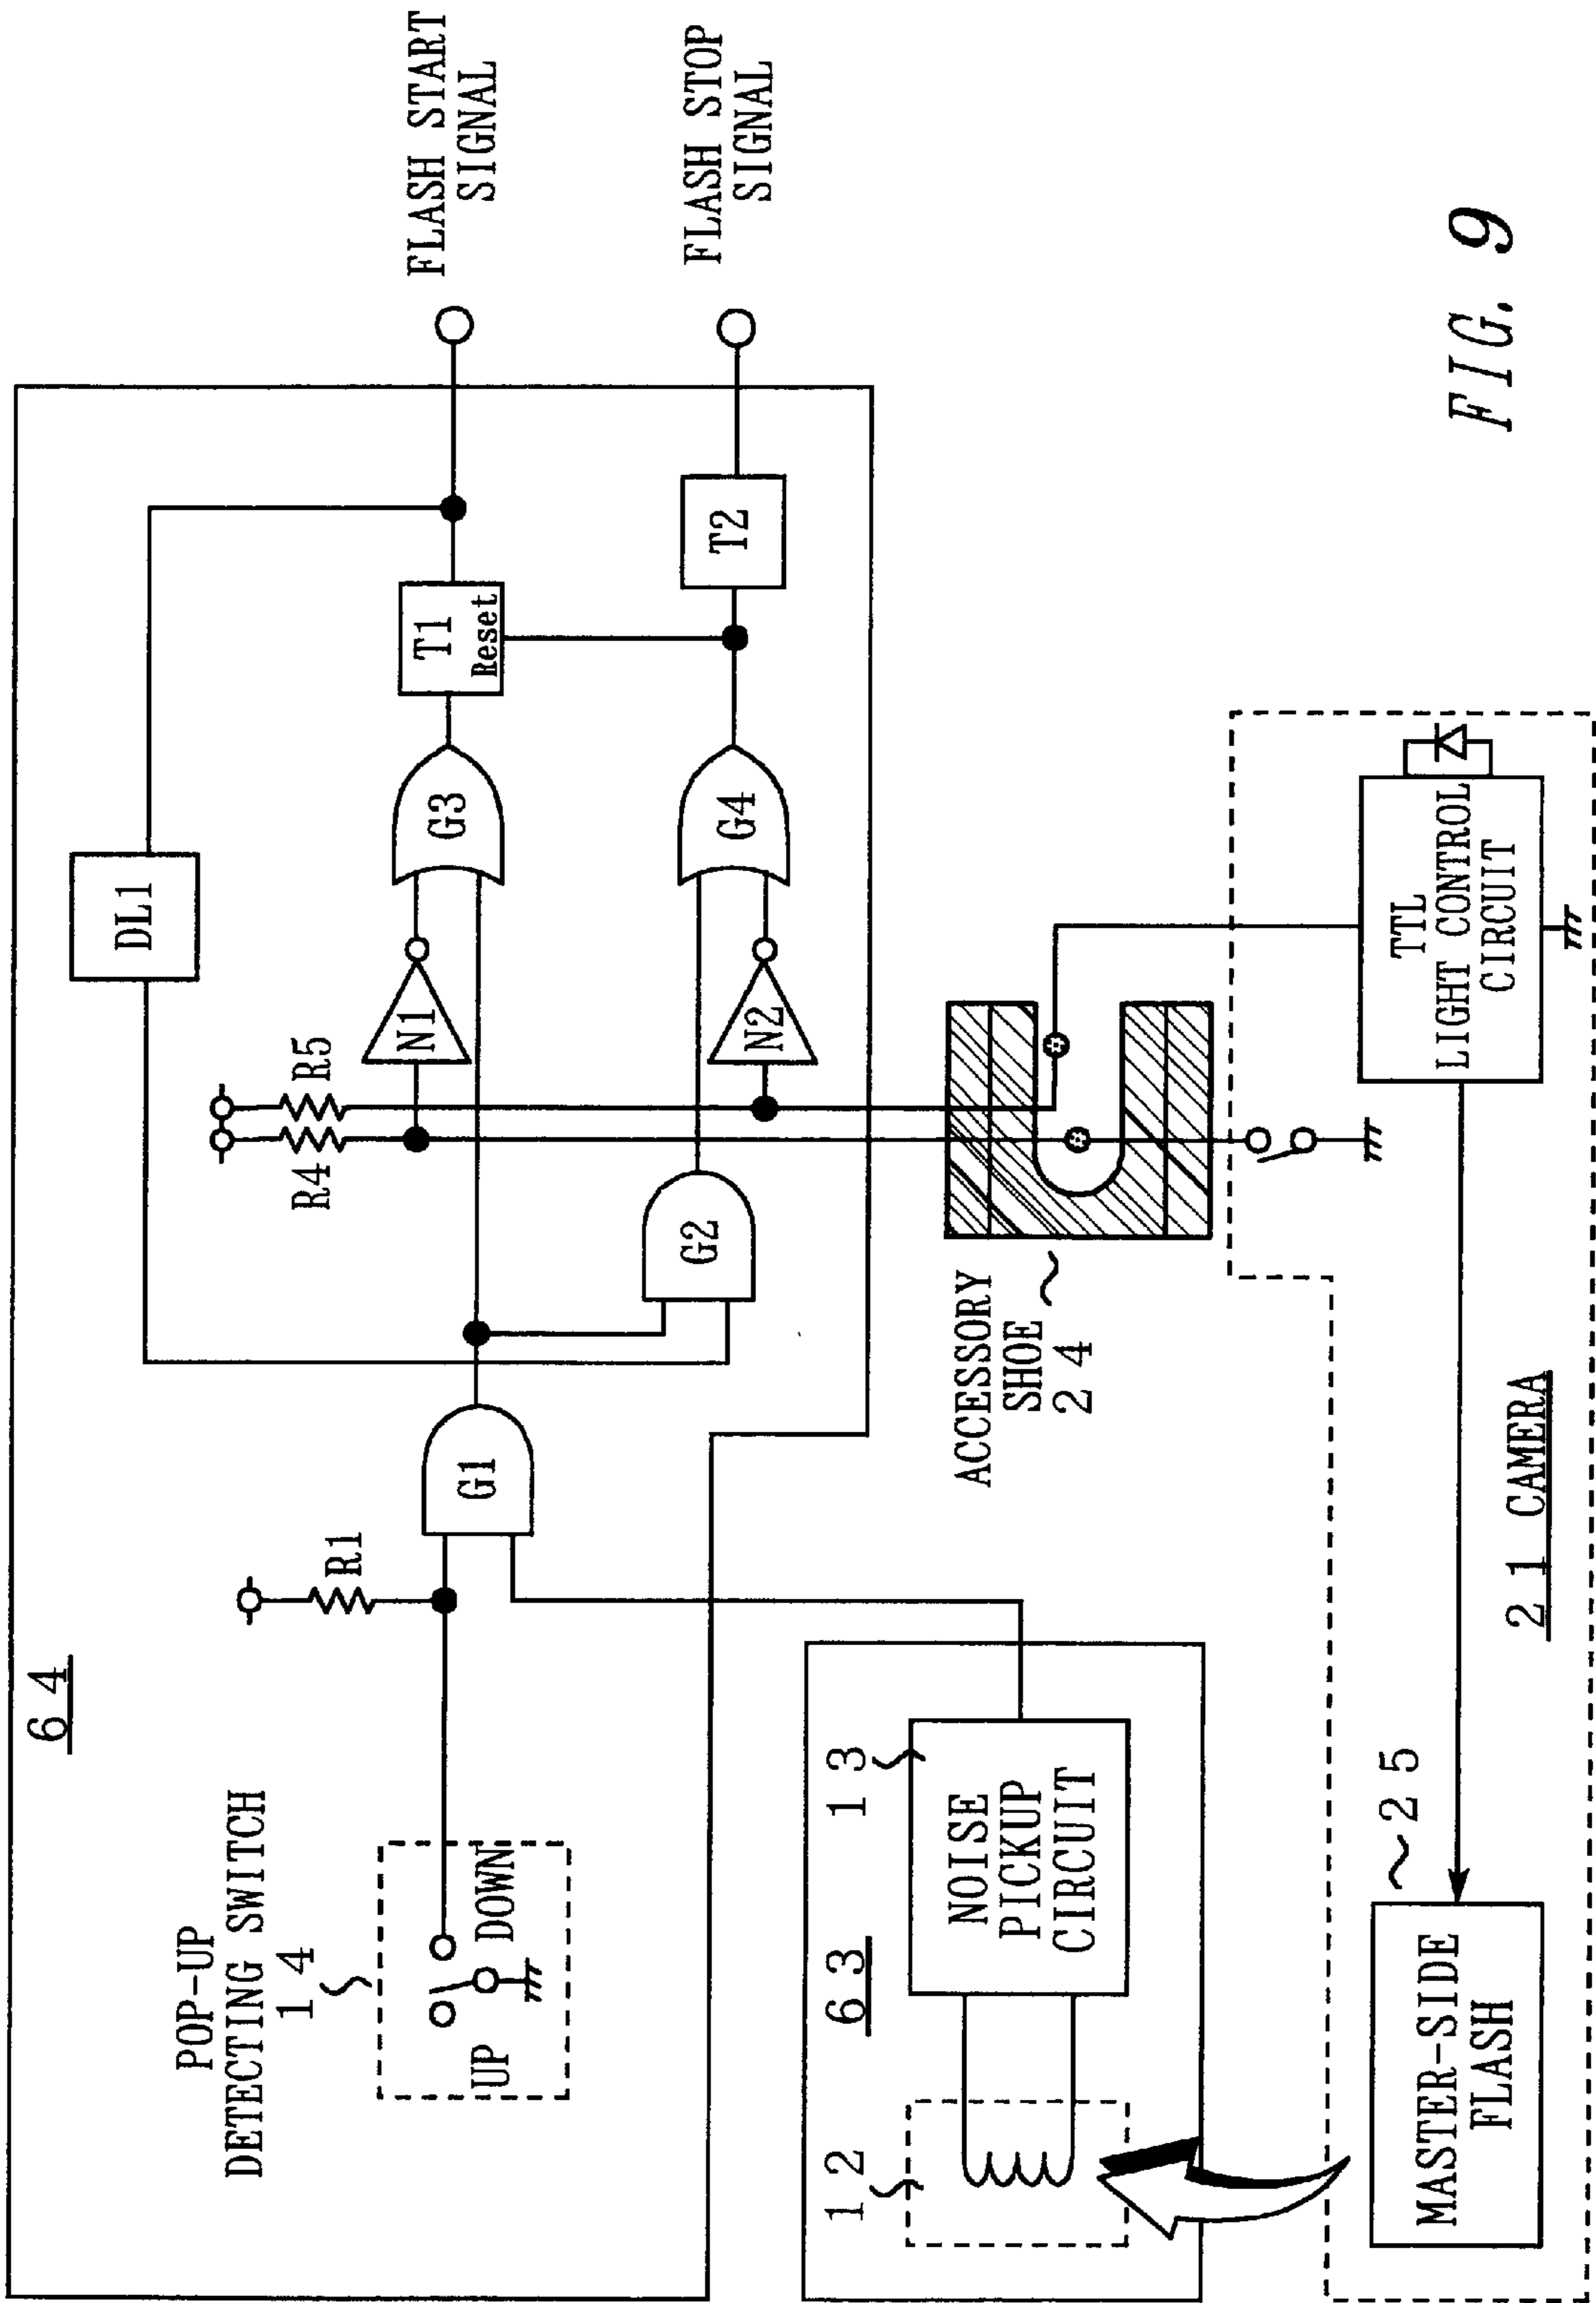 64
POP-UP
DETECTING SWITCH
14
UP
DOWN
R1
G1
DL1
R4
R5
N1
G3
T1
Reset
FLASH START
SIGNAL
G2
N2
G4
T2
FLASH STOP
SIGNAL
12
63
13
NOISE
PICKUP
CIRCUIT
ACCESSORY
SHOE
24
25
MASTER-SIDE
FLASH
21 CAMERA
TTL
LIGHT CONTROL
CIRCUIT
FIG. 9